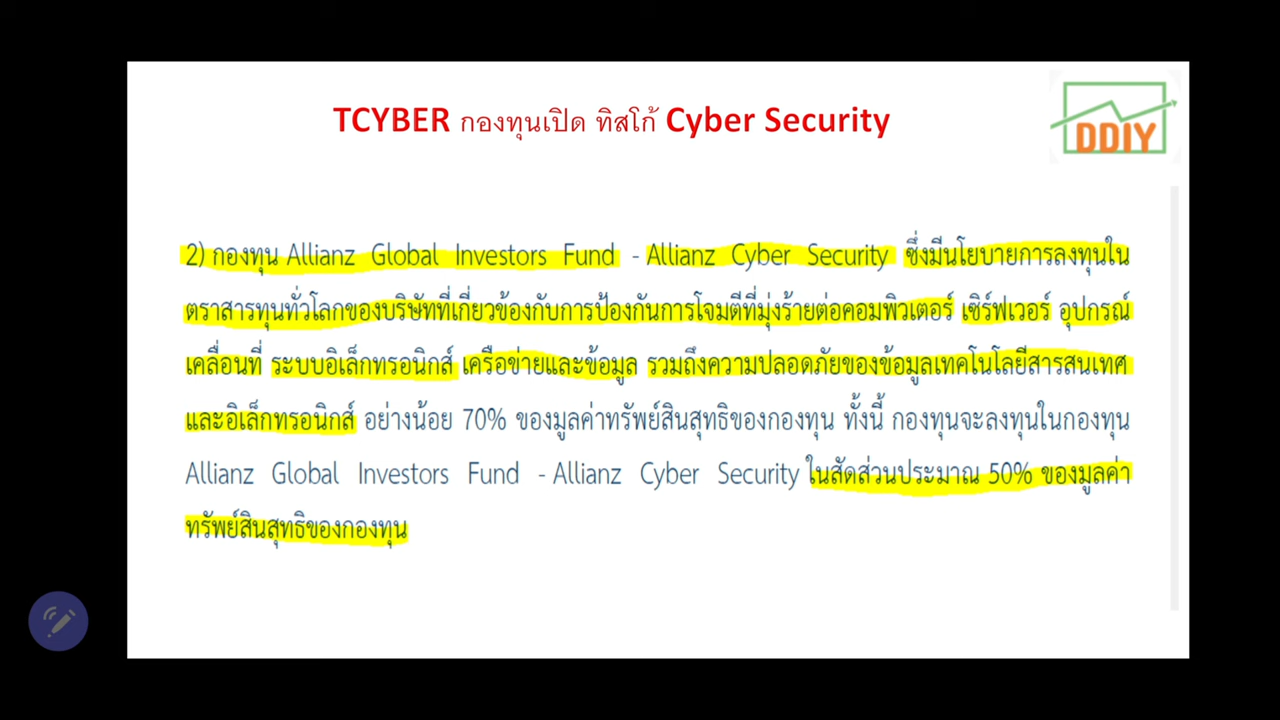 TCYBER กองทุนเปิด ทิสโก้ Cyber Security
DDIY
2) กองทุน Allianz Global Investors Fund - Allianz Cyber Security ซึ่งมีนโยบายการลงทุนใน
ตราสารทุนทั่วโลกของบริษัทที่เกี่ยวข้องกับการป้องกันการโจมตีที่มุ่งร้ายต่อคอมพิวเตอร์ เซิร์ฟเวอร์ อุปกรณ์
เคลื่อนที่ ระบบอิเล็กทรอนิกส์ เครือข่ายและข้อมูล รวมถึงความปลอดภัยของข้อมูลเทคโนโลยีสารสนเทศ
และอิเล็กทรอนิกส์ อย่างน้อย 70% ของมูลค่าทรัพย์สินสุทธิของกองทุน ทั้งนี้ กองทุนจะลงทุนในกองทุน
Allianz Global Investors Fund - Allianz Cyber Security ในสัดส่วนประมาณ 50% ของมูลค่า
ทรัพย์สินสุทธิของกองทุน